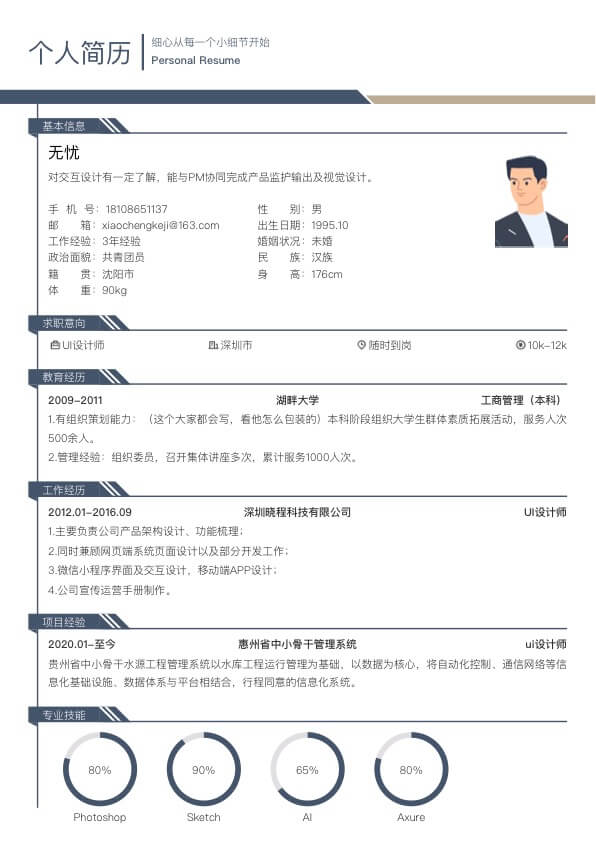 个人简历
细心从每一个小细节开始
Personal Resume
基本信息
无忧
对交互设计有一定了解，能与PM协同完成产品监护输出及视觉设计。
手 机 号：18108651137 性 别：男
邮 箱：xiaochengkeji@163.com 出生日期：1995.10
工作经验：3年经验 婚姻状况：未婚
政治面貌：共青团员 民 族：汉族
籍 贯：沈阳市 身 高：176cm
体 重：90kg
求职意向
UI设计师 深圳市 随时到岗 10k-12k
教育经历
2009-2011 湖畔大学 工商管理（本科）
1.有组织策划能力：（这个大家都会写，看他怎么包装的）本科阶段组织大学生群体素质拓展活动，服务人次
500余人。
2.管理经验：组织委员，召开集体讲座多次，累计服务1000人次。
工作经历
2012.01-2016.09 深圳晓程科技有限公司 UI设计师
1.主要负责公司产品架构设计、功能梳理；
2.同时兼顾网页端系统页面设计以及部分开发工作；
3.微信小程序界面及交互设计，移动端APP设计；
4.公司宣传运营手册制作。
项目经验
2020.01-至今 惠州省中小骨干管理系统 ui设计师
贵州省中小骨干水源工程管理系统以水库工程运行管理为基础，以数据为核心，将自动化控制、通信网络等信
息化基础设施、数据体系与平台相结合，行程同意的信息化系统。
专业技能
80% 90% 65% 80%
Photoshop Sketch AI Axure